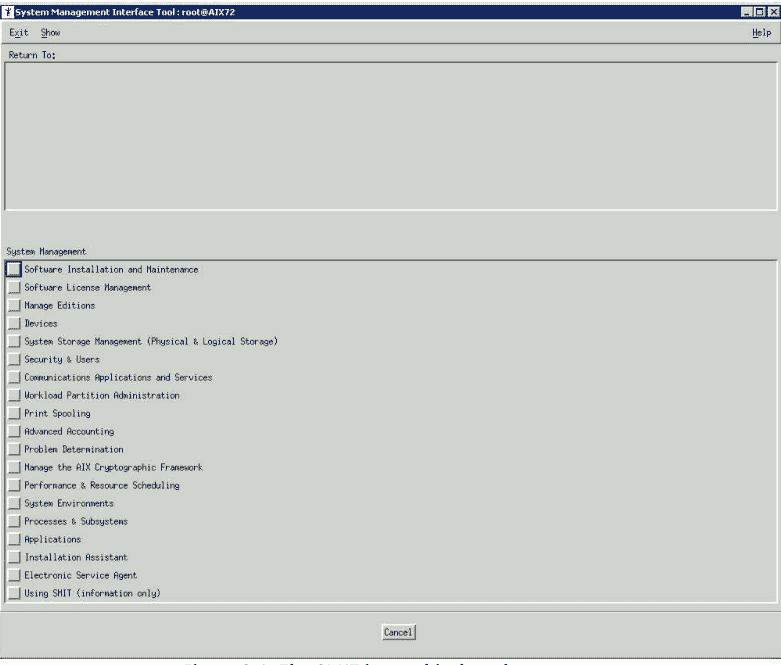 System Management Interface Tool : root@AIX72
Exit Show Help
Return To:
System Management
Software Installation and Maintenance
Software License Management
Manage Editions
Devices
System Storage Management (Physical & Logical Storage)
Security & Users
Communications Applications and Services
Workload Partition Administration
Print Spooling
Advanced Accounting
Problem Determination
Manage the AIX Cryptographic Framework
Performance & Resource Scheduling
System Environments
Processes & Subsystems
Applications
Installation Assistant
Electronic Service Agent
Using SMIT (information only)
Cancel